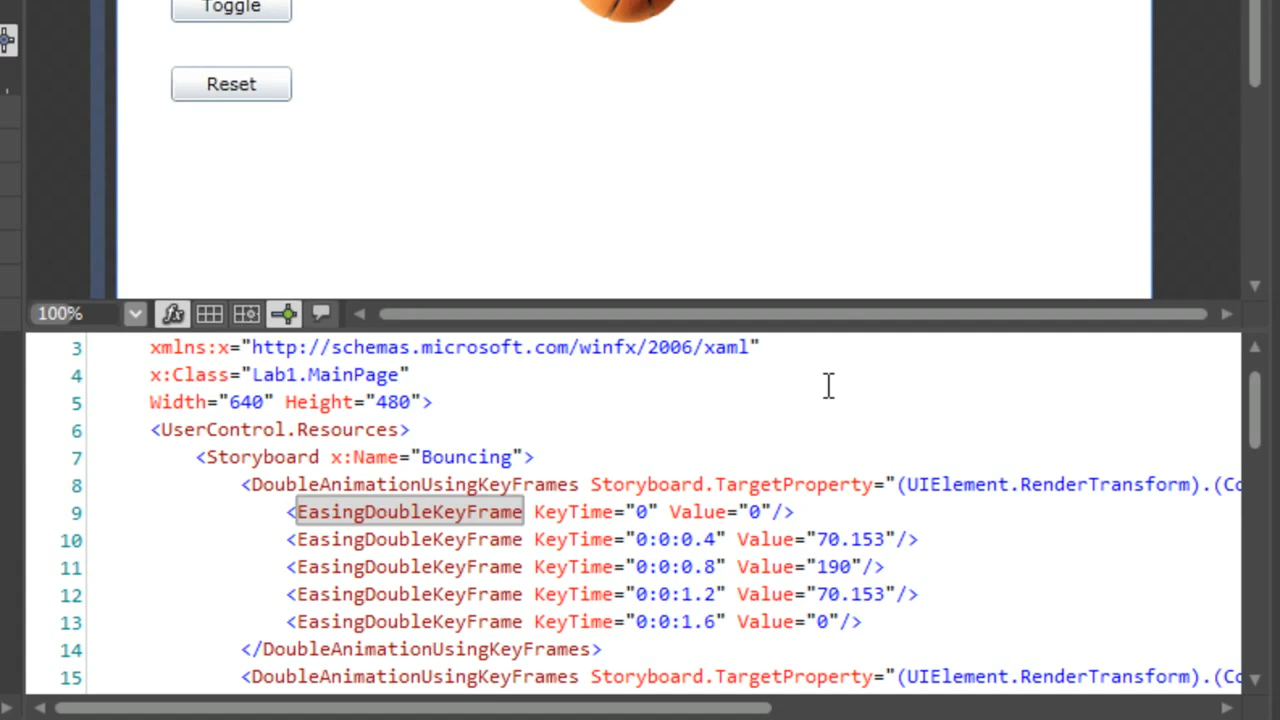 Toggle
Reset
100%
3 xmlns:x="http://schemas.microsoft.com/winfx/2006/xaml"
4 x:Class="Lab1.MainPage"
5 Width="640" Height="480">
6 <UserControl.Resources>
7 <Storyboard x:Name="Bouncing">
8 <DoubleAnimationUsingKeyFrames Storyboard.TargetProperty="(UIElement.RenderTransform).(Co
9 <EasingDoubleKeyFrame KeyTime="0" Value="0"/>
10 <EasingDoubleKeyFrame KeyTime="0:0:0.4" Value="70.153"/>
11 <EasingDoubleKeyFrame KeyTime="0:0:0.8" Value="190"/>
12 <EasingDoubleKeyFrame KeyTime="0:0:1.2" Value="70.153"/>
13 <EasingDoubleKeyFrame KeyTime="0:0:1.6" Value="0"/>
14 </DoubleAnimationUsingKeyFrames>
15 <DoubleAnimationUsingKeyFrames Storyboard.TargetProperty="(UIElement.RenderTransform).(Co